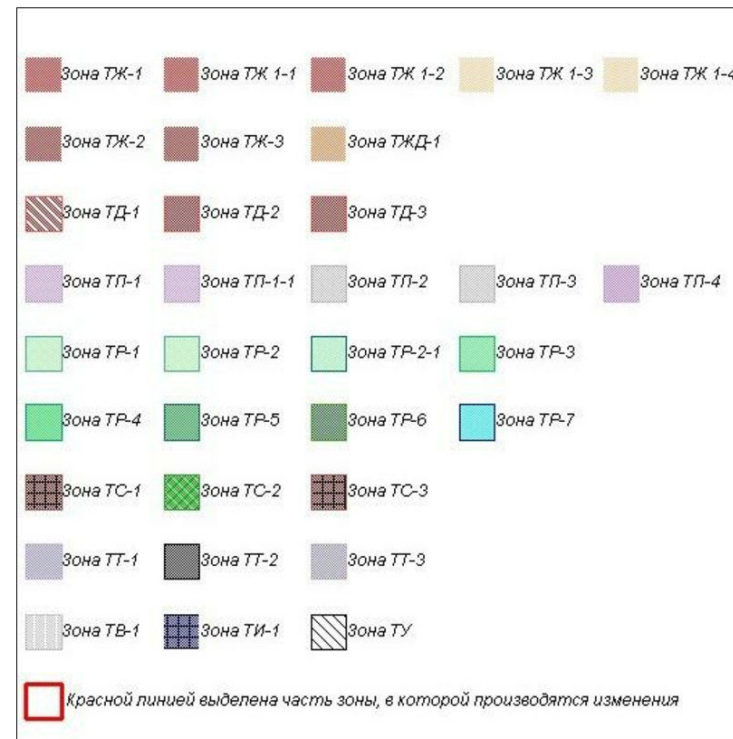 Зона ТЖ-1 Зона ТЖ 1-1 Зона ТЖ 1-2 Зона ТЖ 1-3 Зона ТЖ 1-4
Зона ТЖ-2 Зона ТЖ-3 Зона ТЖД-1
Зона ТД-1 Зона ТД-2 Зона ТД-3
Зона ТП-1 Зона ТП-1-1 Зона ТП-2 Зона ТП-3 Зона ТП-4
Зона ТР-1 Зона ТР-2 Зона ТР-2-1 Зона ТР-3
Зона ТР-4 Зона ТР-5 Зона ТР-6 Зона ТР-7
Зона ТС-1 Зона ТС-2 Зона ТС-3
Зона ТТ-1 Зона ТТ-2 Зона ТТ-3
Зона ТВ-1 Зона ТИ-1 Зона ТУ
Красной линией выделена часть зоны, в которой производятся изменения